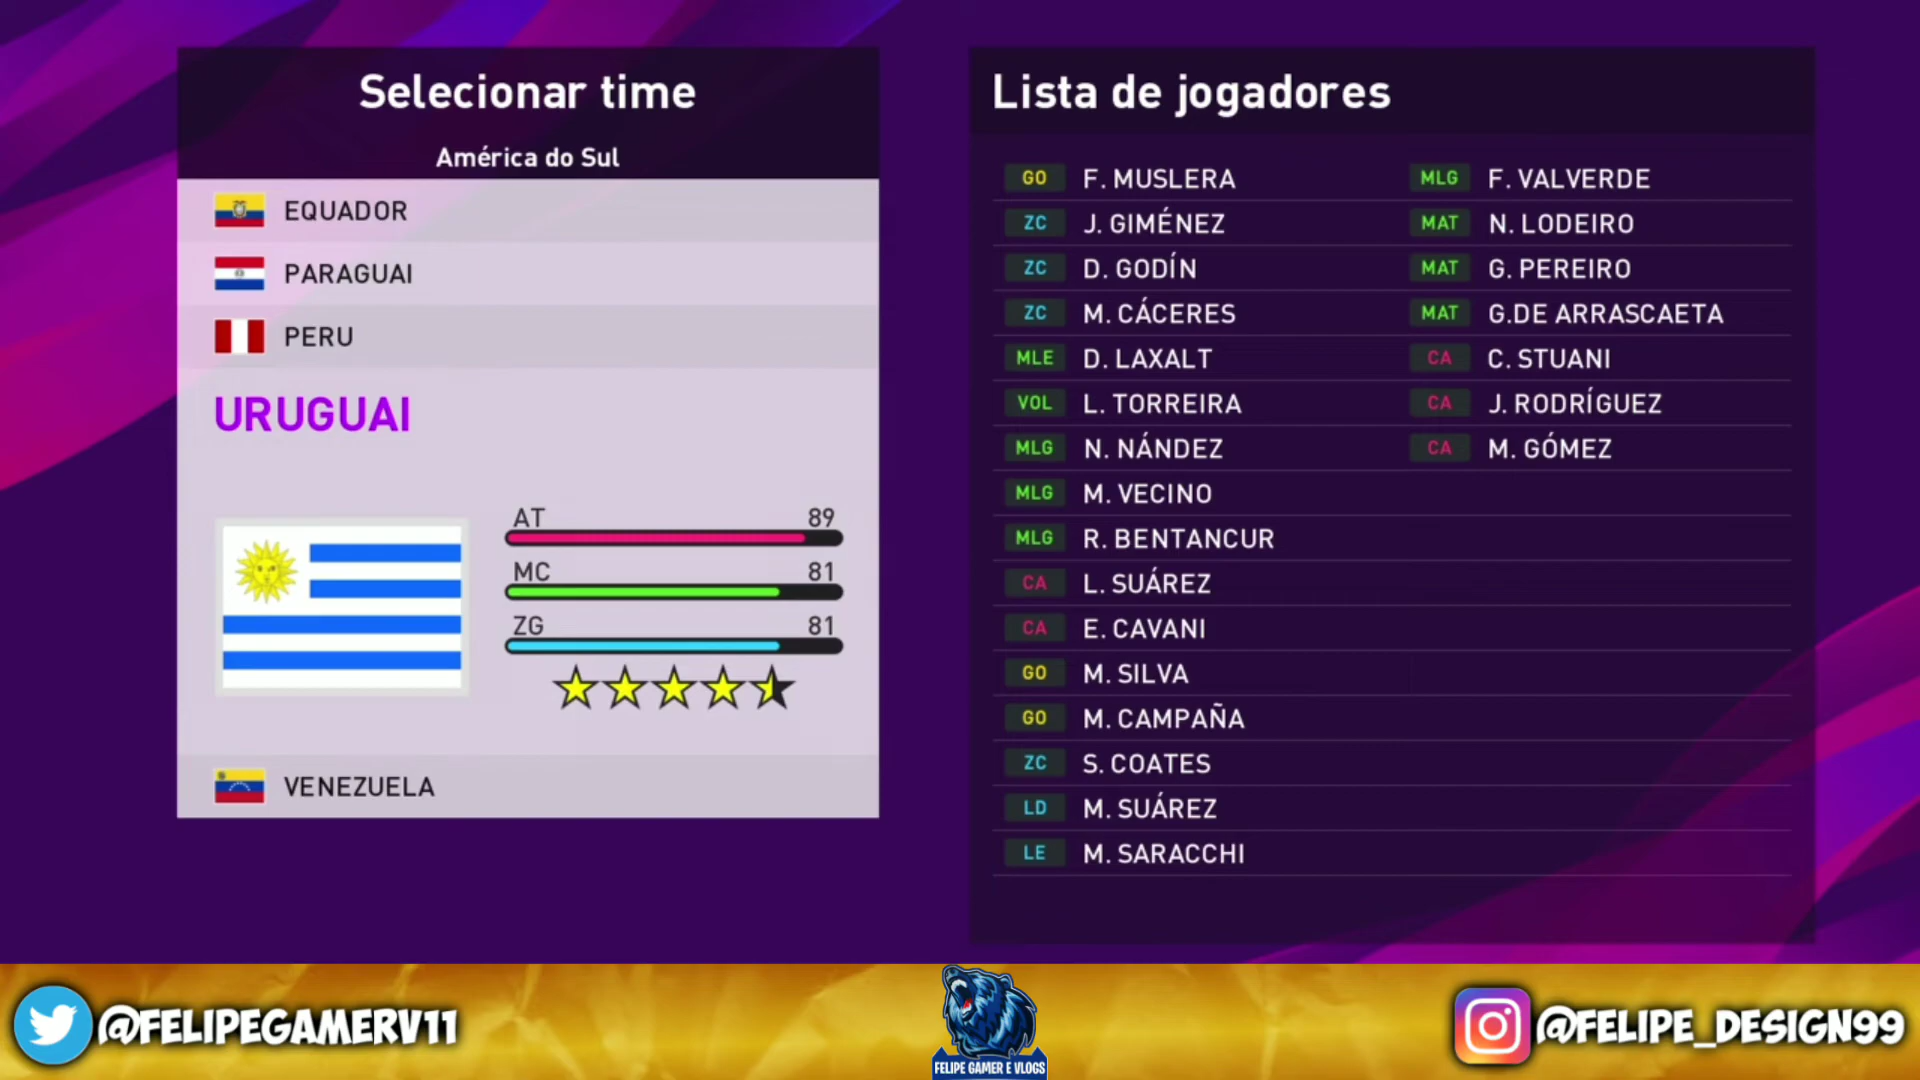 Selecionar time
América do Sul
EQUADOR
PARAGUAI
PERU
URUGUAI
AT 89
MC 81
ZG 81
VENEZUELA
Lista de jogadores
GO F. MUSLERA
ZC J. GIMÉNEZ
ZC D. GODÍN
ZC M. CÁCERES
MLE D. LAXALT
VOL L. TORREIRA
MLG N. NÁNDEZ
MLG M. VECINO
MLG R. BENTANCUR
CA L. SUÁREZ
CA E. CAVANI
GO M. SILVA
GO M. CAMPAÑA
ZC S. COATES
LD M. SUÁREZ
LE M. SARACCHI
MLG F. VALVERDE
MAT N. LODEIRO
MAT G. PEREIRO
MAT G.DE ARRASCAETA
CA C. STUANI
CA J. RODRÍGUEZ
CA M. GÓMEZ
@FELIPEGAMERV11
FELIPE GAMER E VLOGS
@FELIPE_DESIGN99